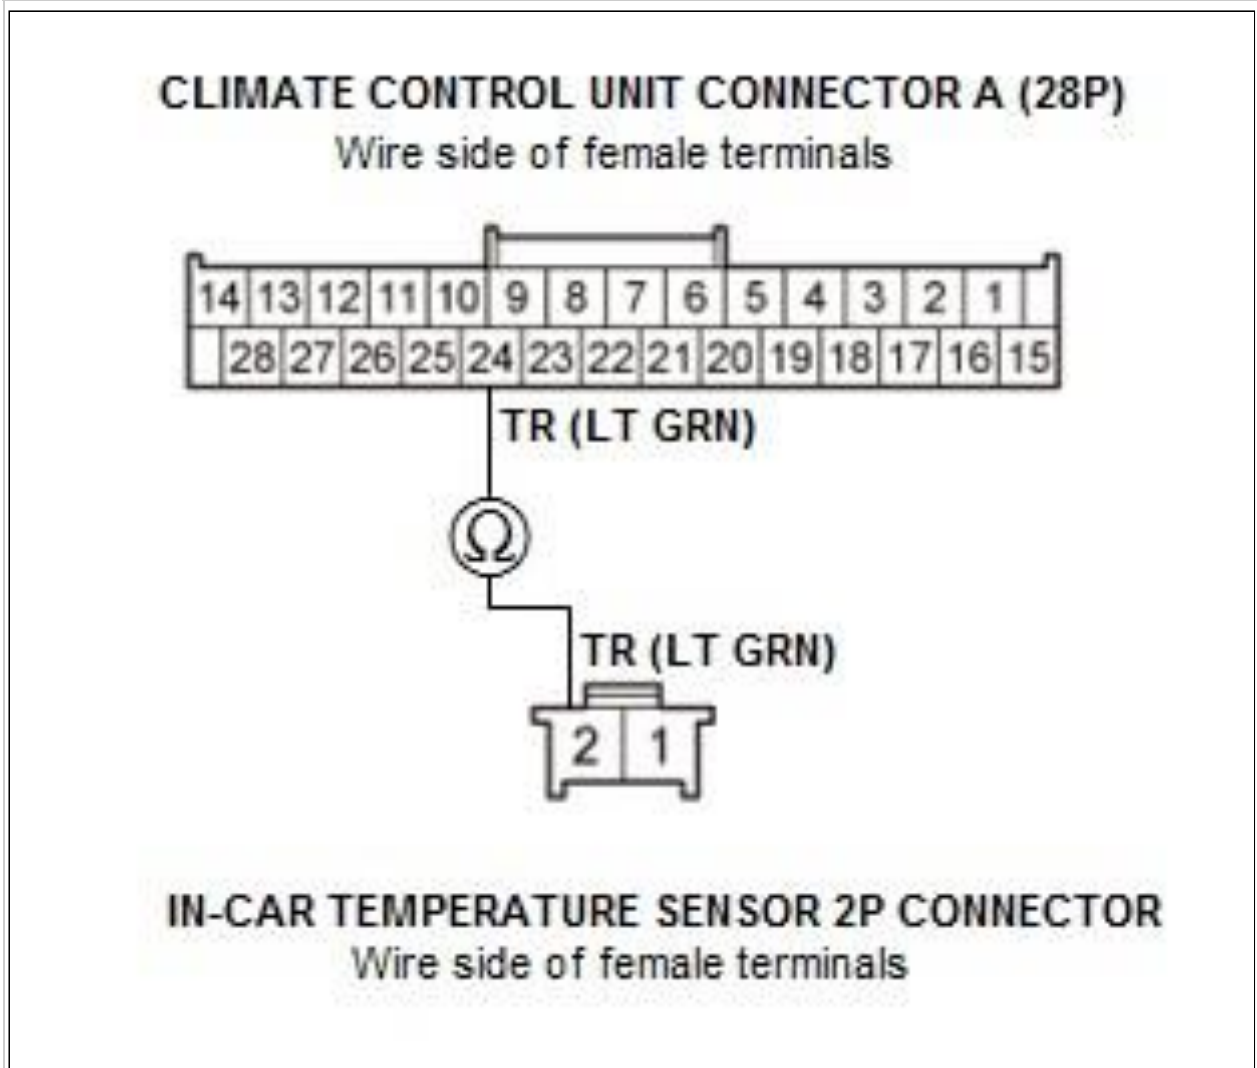 CLIMATE CONTROL UNIT CONNECTOR A (28P)
Wire side of female terminals
14 13 12 11 10 9 8 7 6 5 4 3 2 1
28 27 26 25 24 23 22 21 20 19 18 17 16 15
TR (LT GRN)
Ω
TR (LT GRN)
2 1
IN-CAR TEMPERATURE SENSOR 2P CONNECTOR
Wire side of female terminals